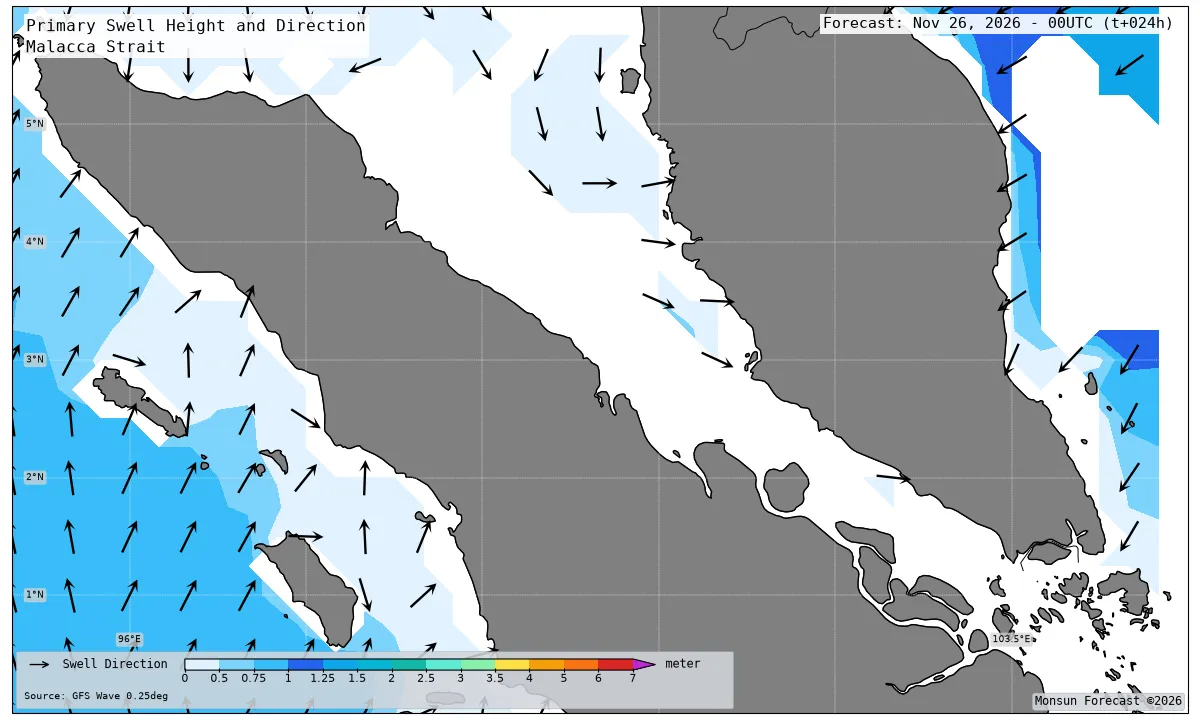 Primary Swell Height and Direction
Malacca Strait
Forecast: Nov 26, 2026 - 00UTC (t+024h)
5°N
4°N
3°N
2°N
1°N
96°E
103.5°E
Swell Direction
0 0.5 0.75 1 1.25 1.5 2 2.5 3 3.5 4 5 6 7
meter
Source: GFS Wave 0.25deg
Monsun Forecast ©2026